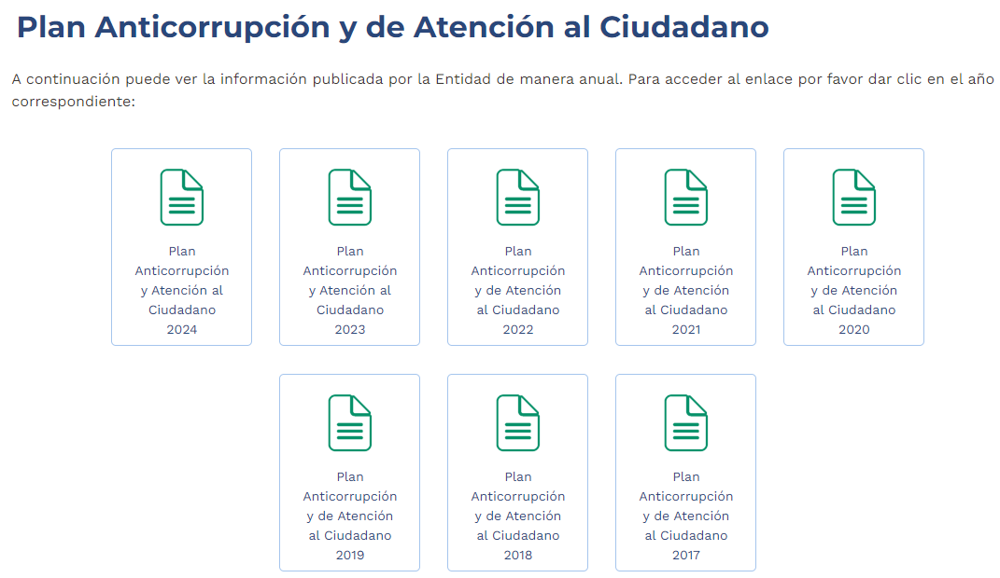 Plan Anticorrupción y de Atención al Ciudadano
A continuación puede ver la información publicada por la Entidad de manera anual. Para acceder al enlace por favor dar clic en el año
correspondiente:
Plan
Anticorrupción
y Atención al
Ciudadano
2024
Plan
Anticorrupción
y Atención al
Ciudadano
2023
Plan
Anticorrupción
y de Atención
al Ciudadano
2022
Plan
Anticorrupción
y de Atención
al Ciudadano
2021
Plan
Anticorrupción
y de Atención
al Ciudadano
2020
Plan
Anticorrupción
y de Atención
al Ciudadano
2019
Plan
Anticorrupción
y de Atención
al Ciudadano
2018
Plan
Anticorrupción
y de Atención
al Ciudadano
2017